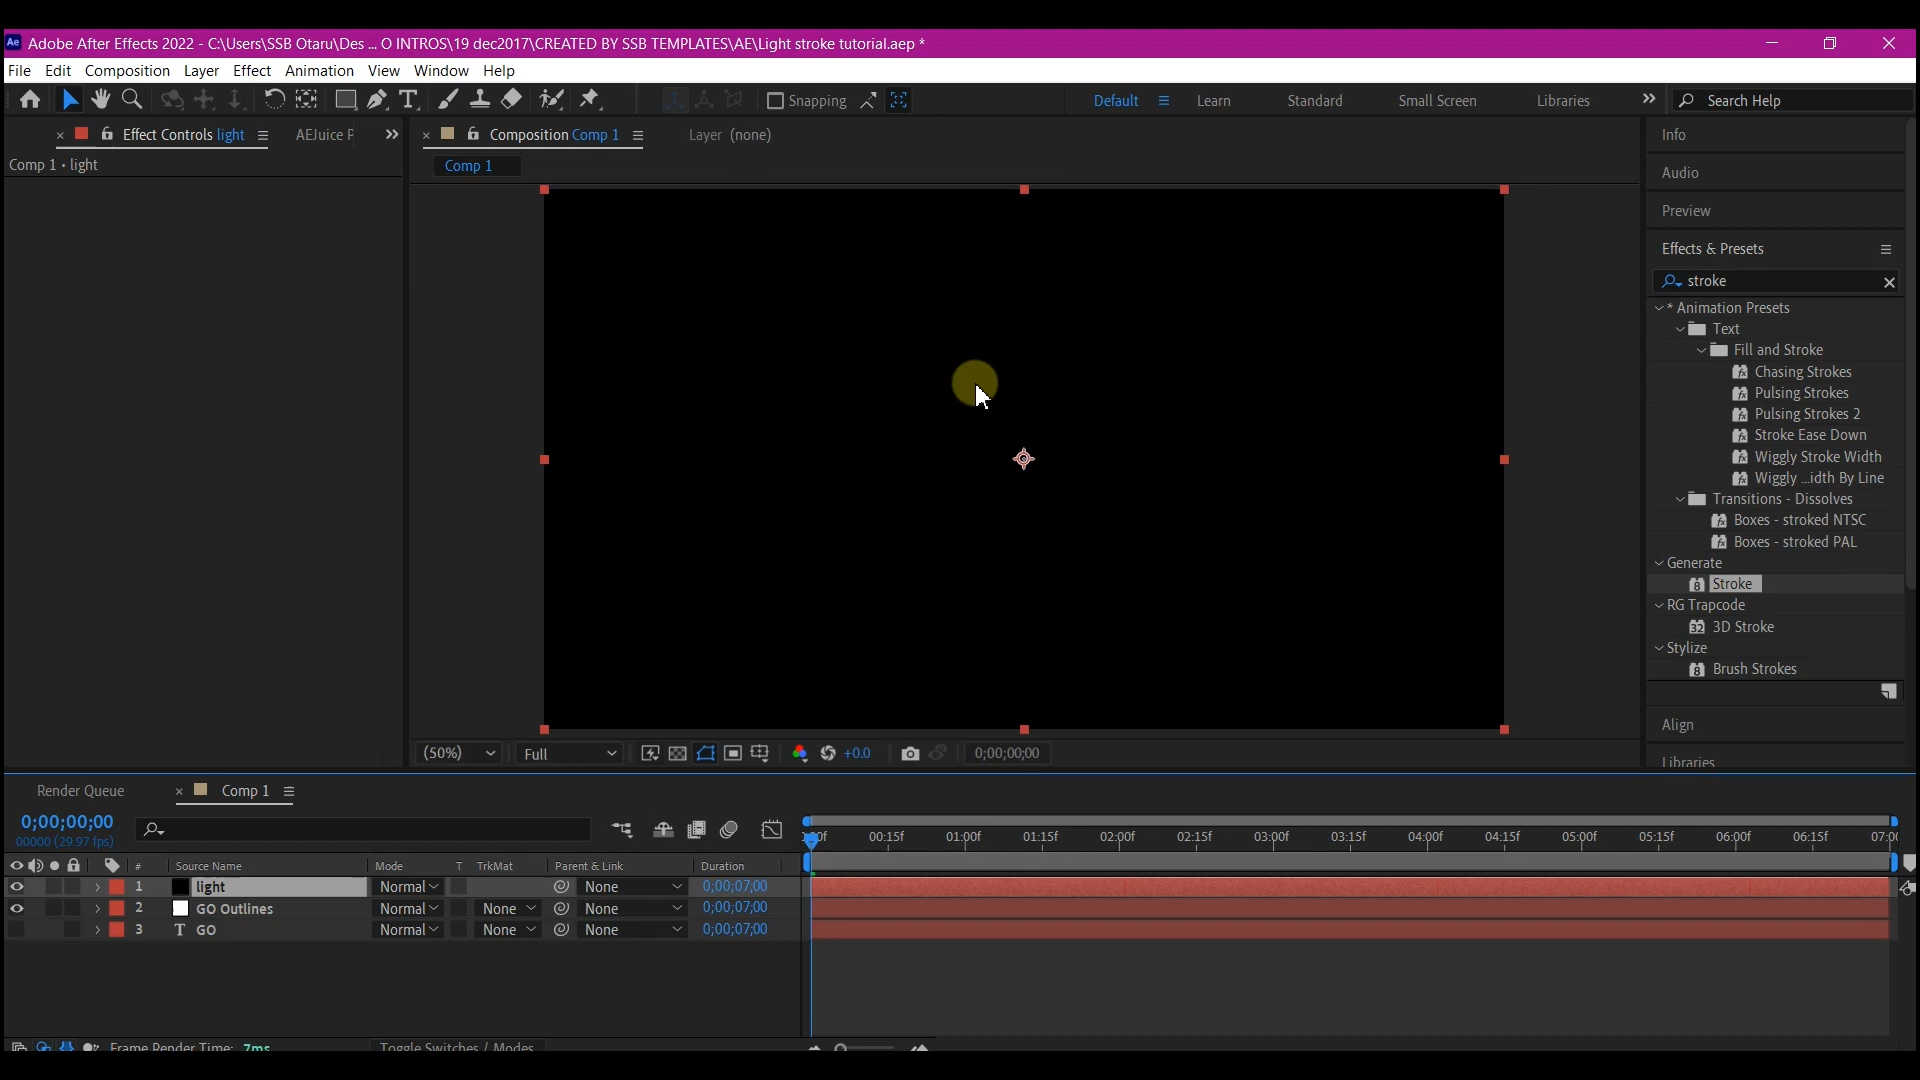 Ae Adobe After Effects 2022 - C:\Users\SSB Otaru\Des ... O INTROS\19 dec2017\CREATED BY SSB TEMPLATES\AE\Light stroke tutorial.aep *
File Edit Composition Layer Effect Animation View Window Help
Snapping Default Learn Standard Small Screen Libraries Search Help
Effect Controls light AEJuice P Composition Comp 1 Layer (none) Info
Comp 1 • light Comp 1 Audio
Preview
Effects & Presets
stroke
* Animation Presets
Text
Fill and Stroke
Chasing Strokes
Pulsing Strokes
Pulsing Strokes 2
Stroke Ease Down
Wiggly Stroke Width
Wiggly ...idth By Line
Transitions - Dissolves
Boxes - stroked NTSC
Boxes - stroked PAL
Generate
Stroke
RG Trapcode
32 3D Stroke
Stylize
8 Brush Strokes
Align
Libraries
(50%) Full +0.0 0;00;00;00
Render Queue Comp 1
0;00;00;00
00000 (29.97 fps)
00:15f 01:00f 01:15f 02:00f 02:15f 03:00f 03:15f 04:00f 04:15f 05:00f 05:15f 06:00f 06:15f
# Source Name Mode T TrkMat Parent & Link Duration
1 light Normal None 0;00;07;00
2 GO Outlines Normal None None 0;00;07;00
3 T GO Normal None None 0;00;07;00
Frame Render Time: 7ms Toggle Switches / Modes